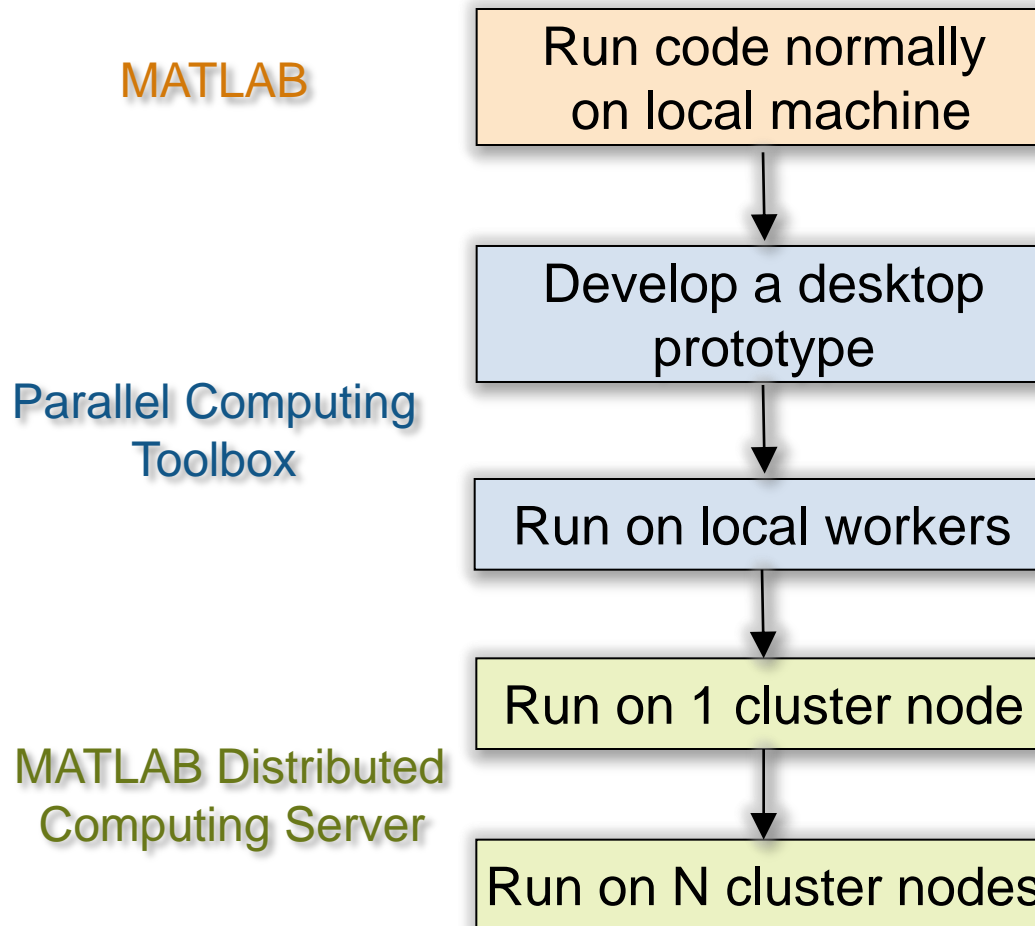 MATLAB
Run code normally
on local machine
Develop a desktop
prototype
Parallel Computing
Toolbox
Run on local workers
Run on 1 cluster node
MATLAB Distributed
Computing Server
Run on N cluster nodes